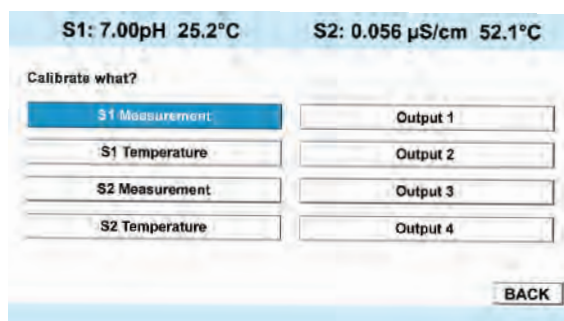 S1: 7.00pH 25.2°C S2: 0.056 µS/cm 52.1°C
Calibrate what?
S1 Measurement Output 1
S1 Temperature Output 2
S2 Measurement Output 3
S2 Temperature Output 4
BACK